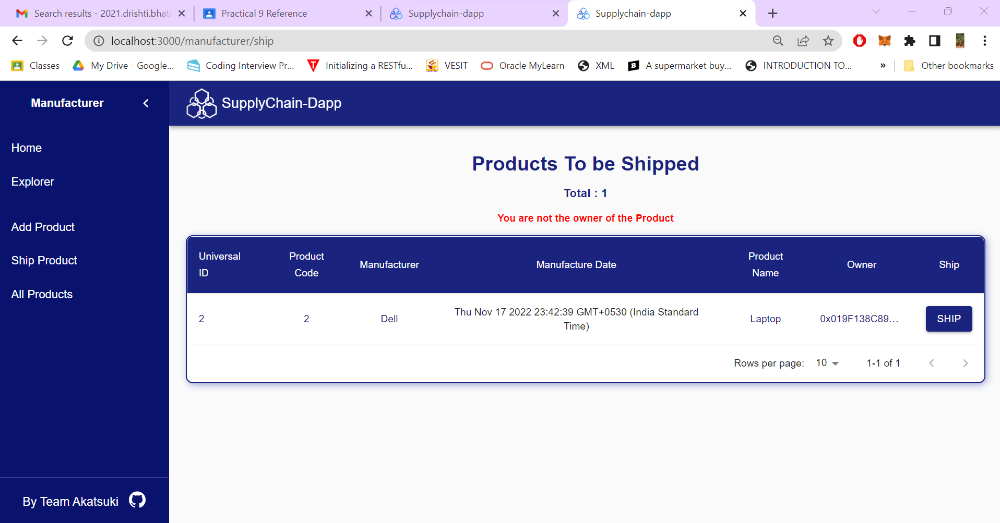 Search results - 2021.drishti.bhati
Practical 9 Reference
Supplychain-dapp
Supplychain-dapp
localhost:3000/manufacturer/ship
Classes
My Drive - Google...
Coding Interview Pr...
Initializing a RESTfu...
VESIT
Oracle MyLearn
XML
A supermarket buy...
INTRODUCTION TO...
»
Other bookmarks
Manufacturer
SupplyChain-Dapp
Home
Explorer
Add Product
Ship Product
All Products
By Team Akatsuki
Products To be Shipped
Total : 1
You are not the owner of the Product
Universal
ID
Product
Code
Manufacturer
Manufacture Date
Product
Name
Owner
Ship
2
2
Dell
Thu Nov 17 2022 23:42:39 GMT+0530 (India Standard
Time)
Laptop
0x019F138C89...
SHIP
Rows per page: 10
1-1 of 1